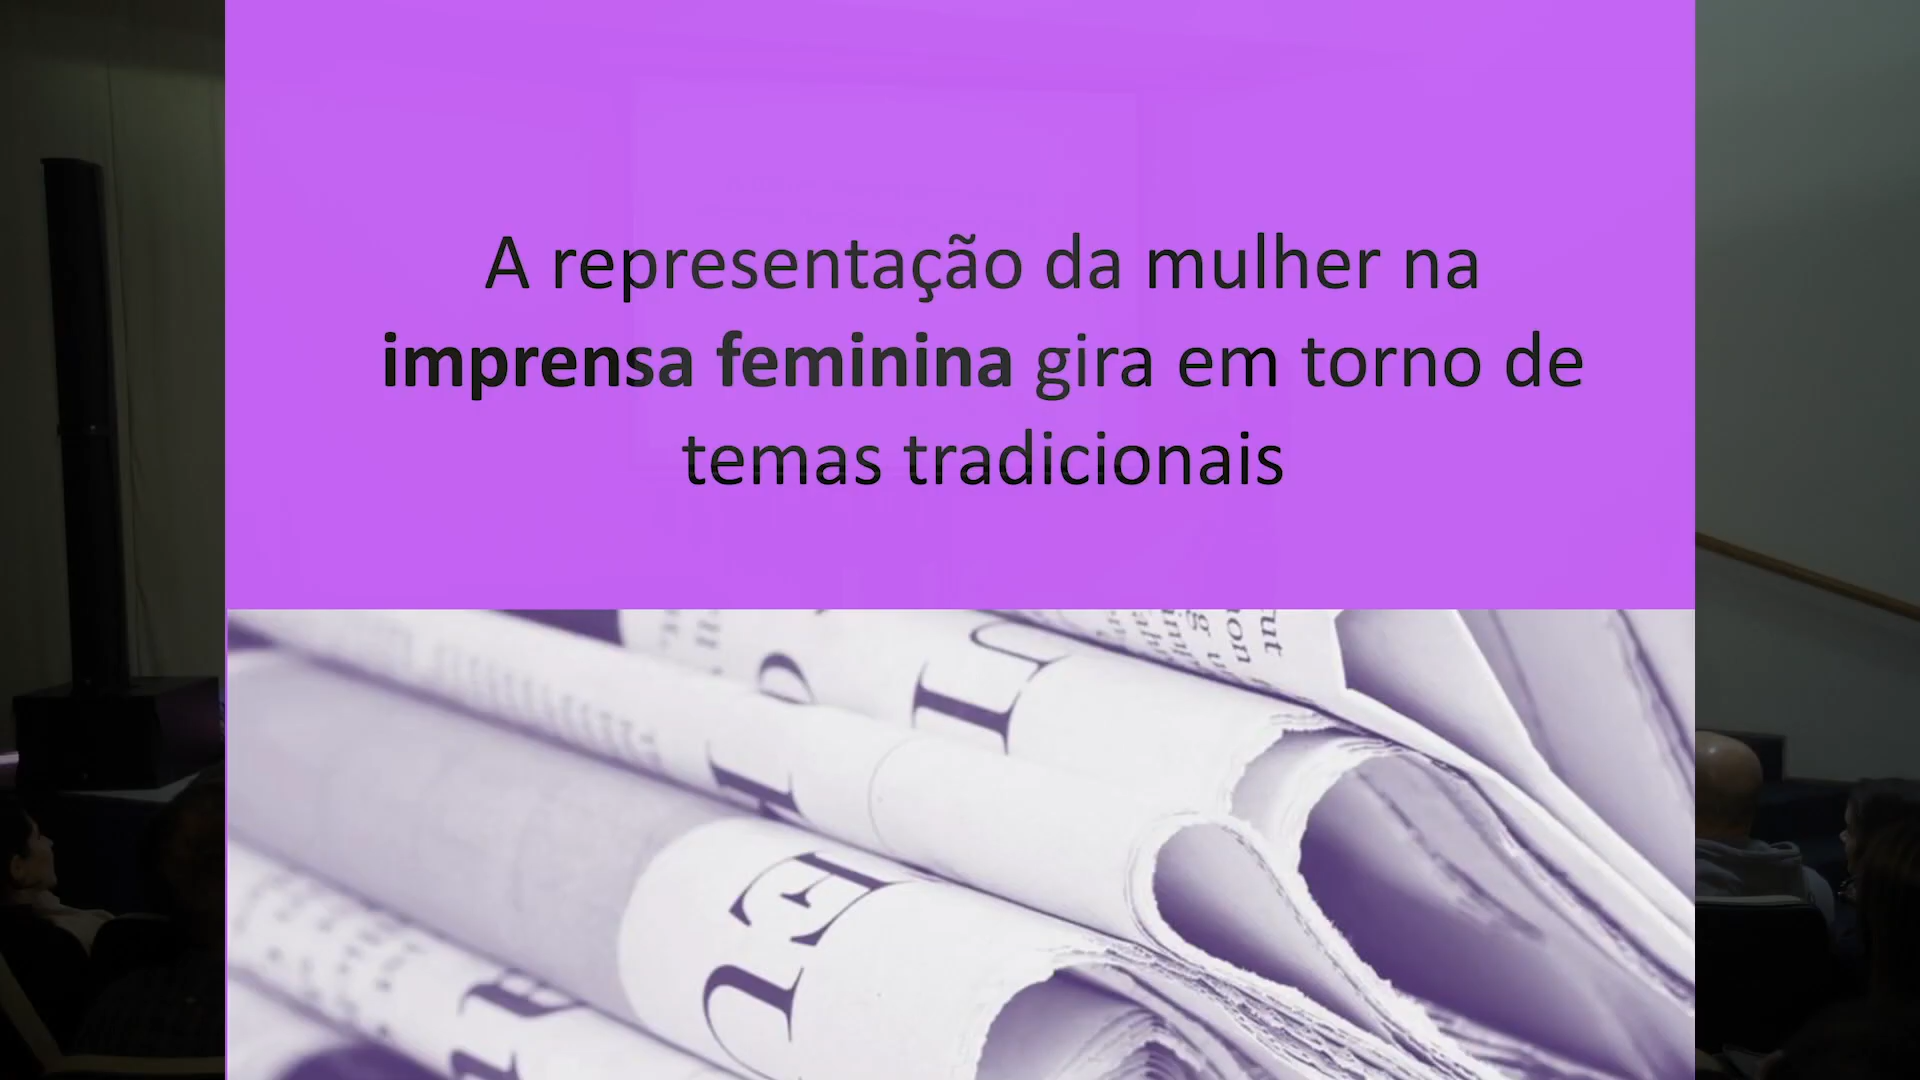 A representação da mulher na
imprensa feminina gira em torno de
temas tradicionais